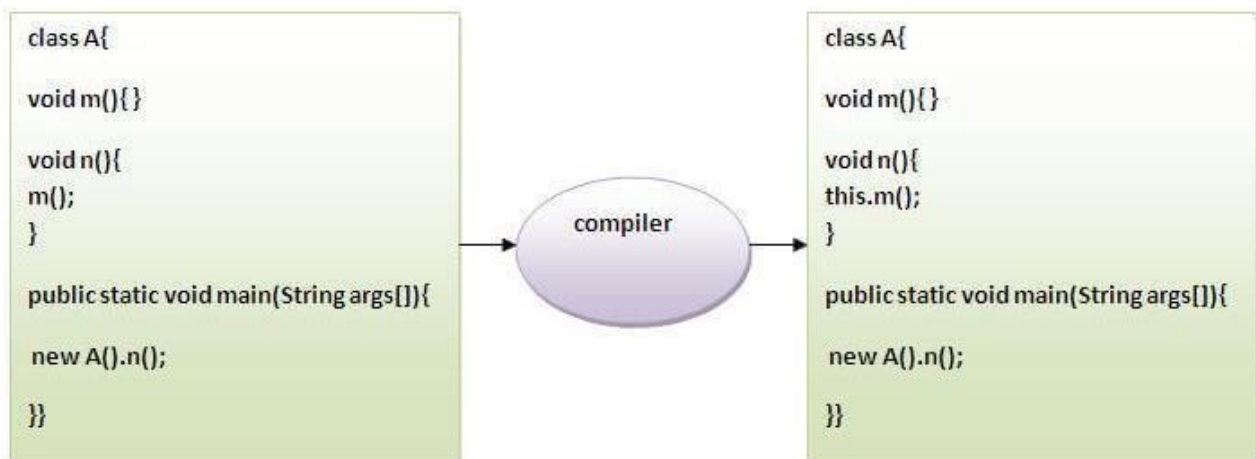 class A{
void m(){ }
void n(){
m();
}
public static void main(String args[]){
new A().n();
}}
compiler
class A{
void m(){ }
void n(){
this.m();
}
public static void main(String args[]){
new A().n();
}}